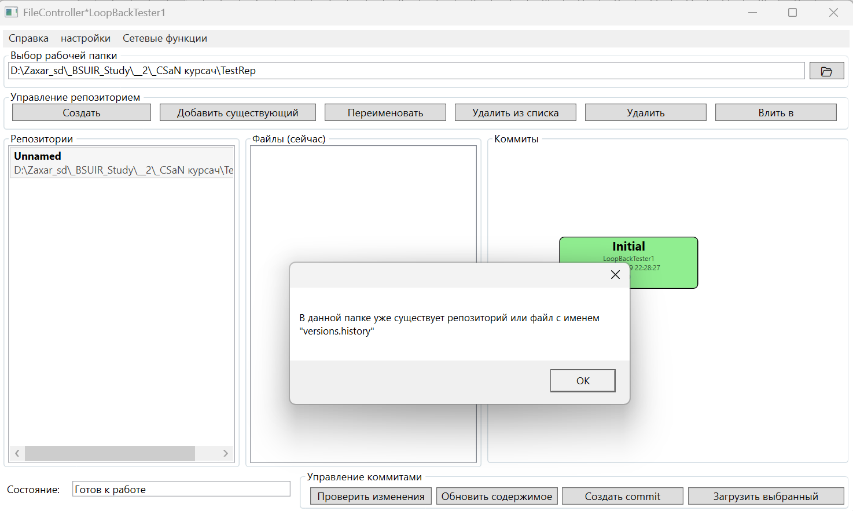 FileController*LoopBackTester1
Справка настройки Сетевые функции
Выбор рабочей папки
D:\Zaxar_sd\_BSUIR_Study\__2\_CSaN курсач\TestRep
Управление репозиторием
Создать Добавить существующий Переименовать Удалить из списка Удалить Влить в
Репозитории Файлы (сейчас) Коммиты
Unnamed
D:\Zaxar_sd\_BSUIR_Study\__2\_CSaN курсач\Te
Initial
LoopBackTester1
9 22:28:27
В данной папке уже существует репозиторий или файл с именем
"versions.history"
OK
Управление коммитами
Состояние: Готов к работе
Проверить изменения Обновить содержимое Создать commit Загрузить выбранный